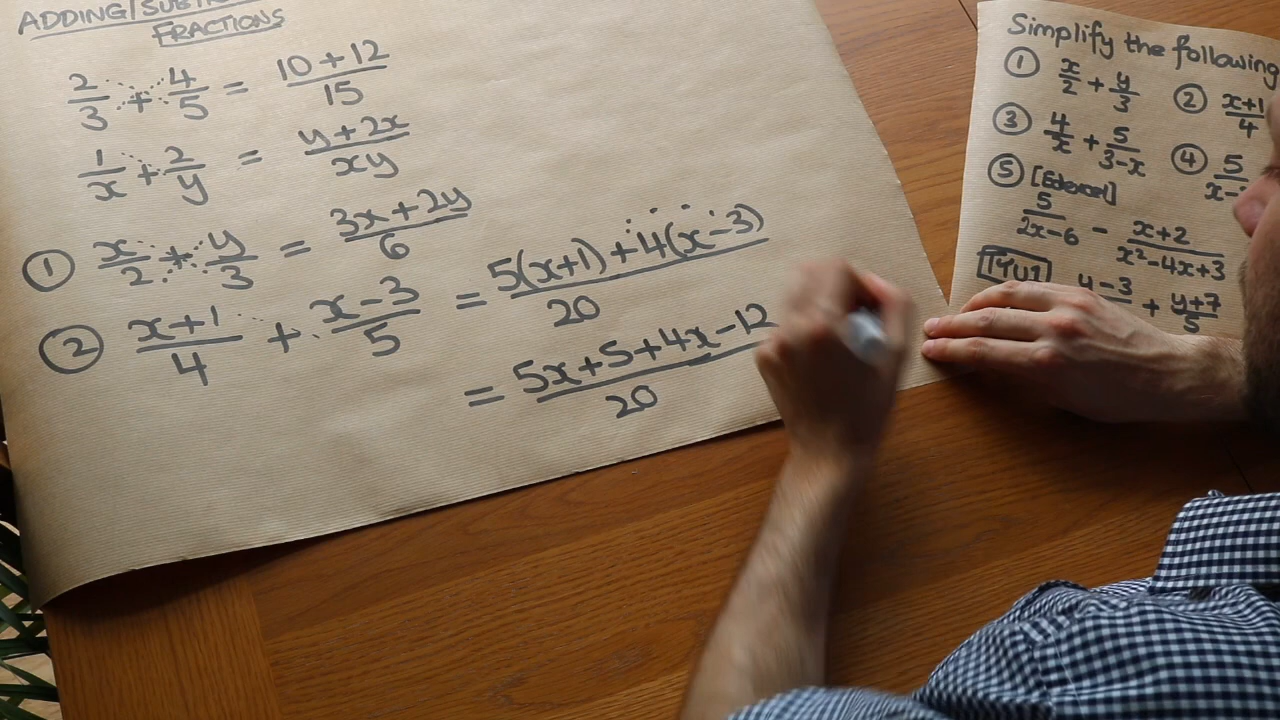 ADDING/SUBTR
FRACTIONS
2/3 + 4/5 = (10+12)/15
1/x + 2/y = (y+2x)/xy
① x/2 + y/3 = (3x+2y)/6
② (x+1)/4 + (x-3)/5 = (5(x+1)+4(x-3))/20
= (5x+5+4x-12)/20
Simplify the following
① x/2 + y/3
② x+1/4
③ 4/x + 5/(3-x)
④ 5/x-
⑤ [Edexcel]
5/(2x-6) - (x+2)/(x²-4x+3)
TYU1 y-3 + (y+7)/5